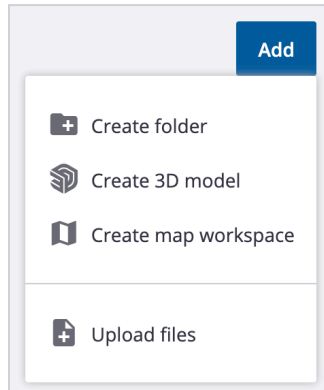 Add
Create folder
Create 3D model
Create map workspace
Upload files